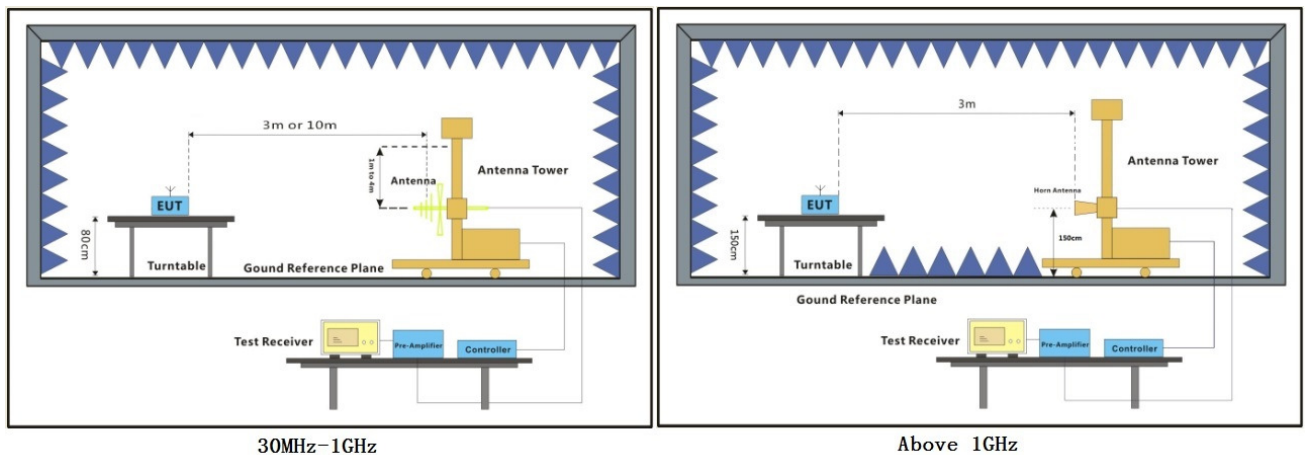 3m or 10m
1m to 4m
Antenna
Antenna Tower
EUT
80cm
Turntable
Gound Reference Plane
Test Receiver
Pre-Amplifier
Controller
30MHz-1GHz
3m
Antenna Tower
Horn Antenna
EUT
150cm
150cm
Turntable
Gound Reference Plane
Test Receiver
Pre-Amplifier
Controller
Above 1GHz